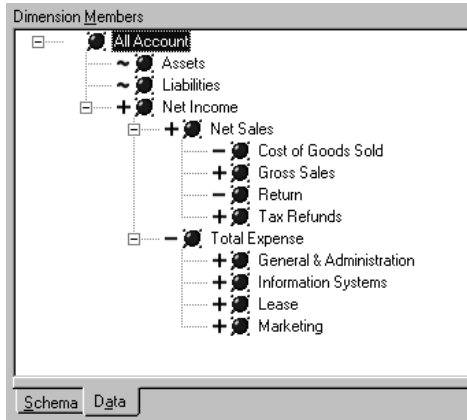 Dimension Members
All Account
~ Assets
~ Liabilities
+ Net Income
+ Net Sales
- Cost of Goods Sold
+ Gross Sales
- Return
+ Tax Refunds
- Total Expense
+ General & Administration
+ Information Systems
+ Lease
+ Marketing
Schema Data